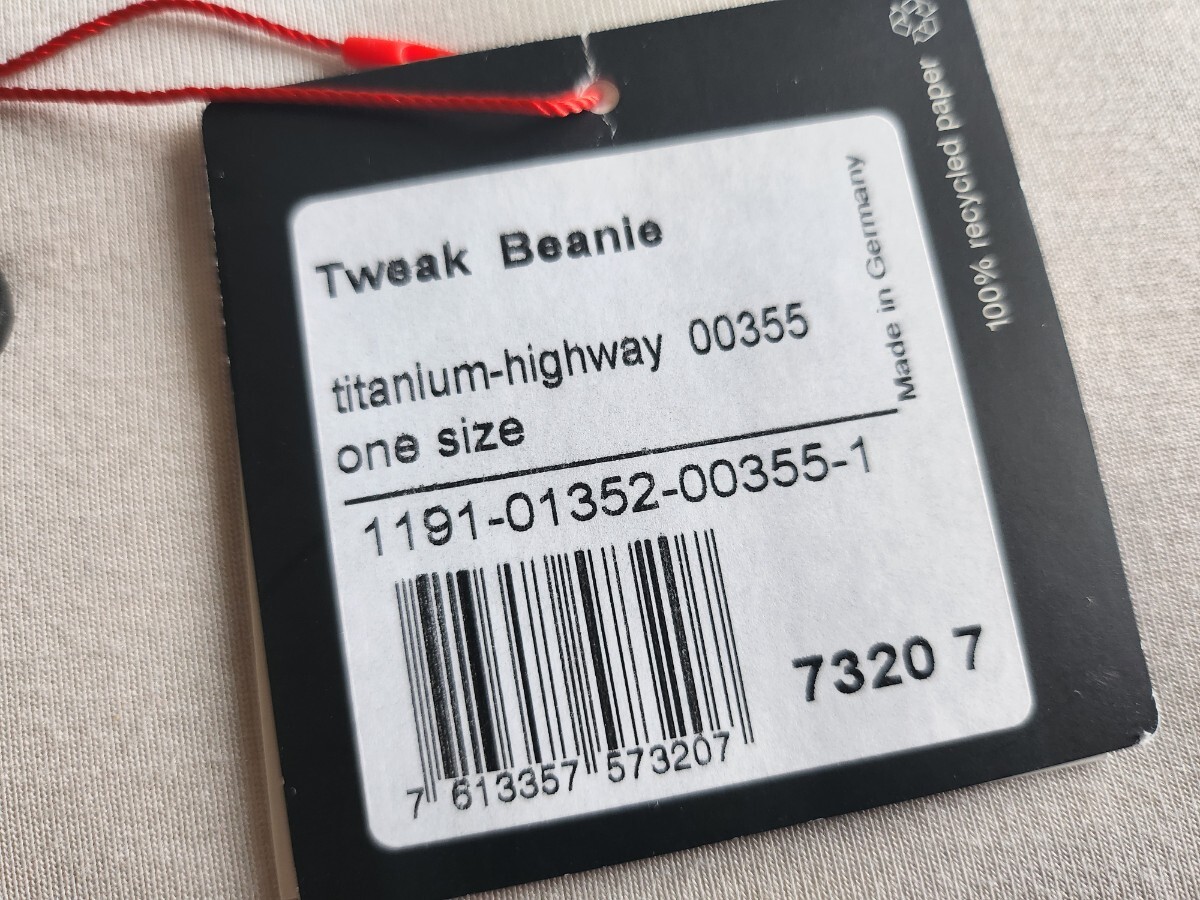 Tweak Beanie
titanium-highway 00355
one size
1191-01352-00355-1
7 613357 573207
7320 7
Made in Germany
100% recycled paper